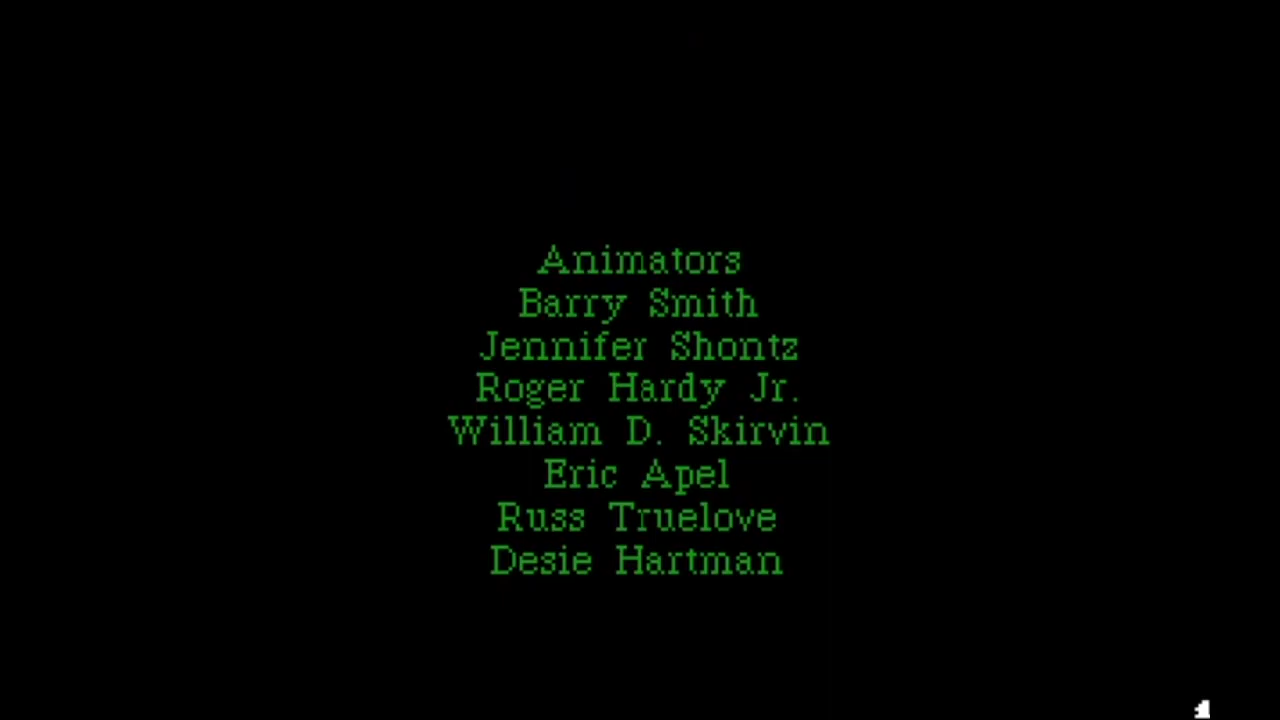 Animators
Barry Smith
Jennifer Shontz
Roger Hardy Jr.
William D. Skirvin
Eric Apel
Russ Truelove
Desie Hartman